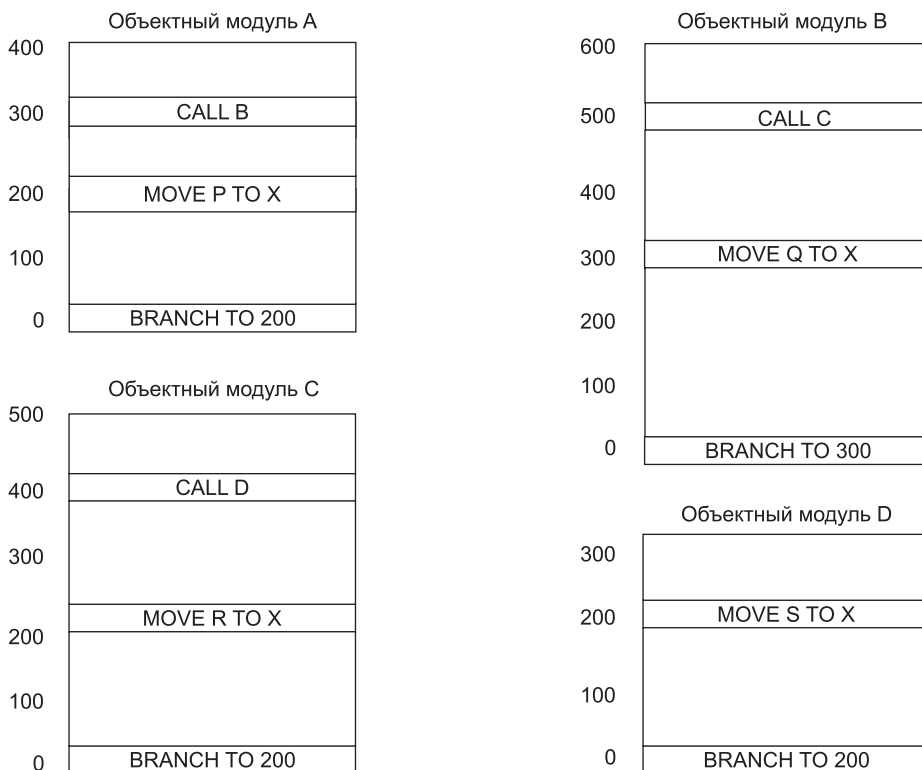 Объектный модуль A
400
300
CALL B
200
MOVE P TO X
100
0
BRANCH TO 200
Объектный модуль B
600
500
CALL C
400
300
MOVE Q TO X
200
100
0
BRANCH TO 300
Объектный модуль C
500
400
CALL D
300
MOVE R TO X
200
100
0
BRANCH TO 200
Объектный модуль D
300
200
MOVE S TO X
100
0
BRANCH TO 200